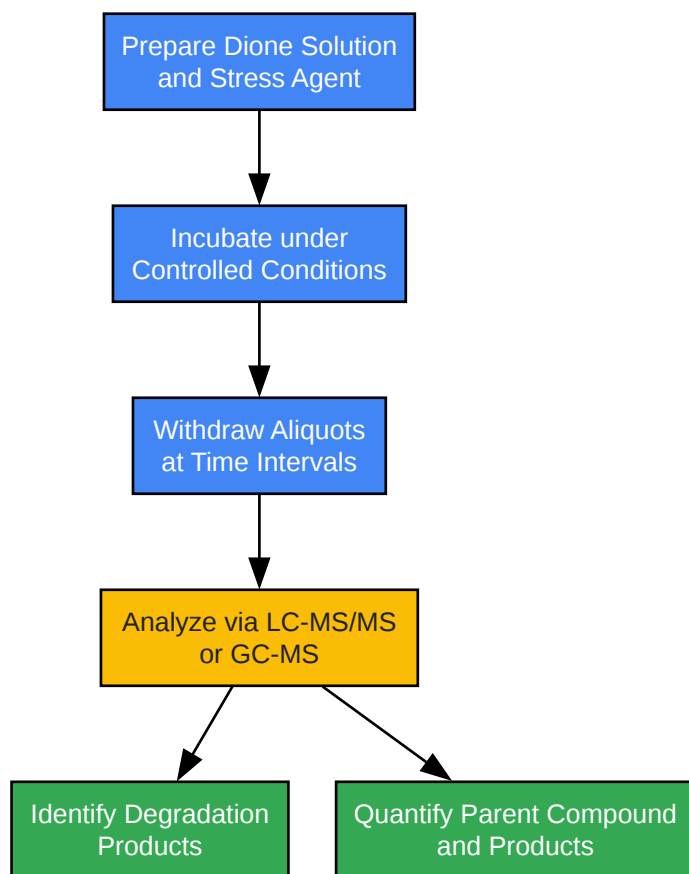 Prepare Dione Solution
and Stress Agent
Incubate under
Controlled Conditions
Withdraw Aliquots
at Time Intervals
Analyze via LC-MS/MS
or GC-MS
Identify Degradation
Products
Quantify Parent Compound
and Products